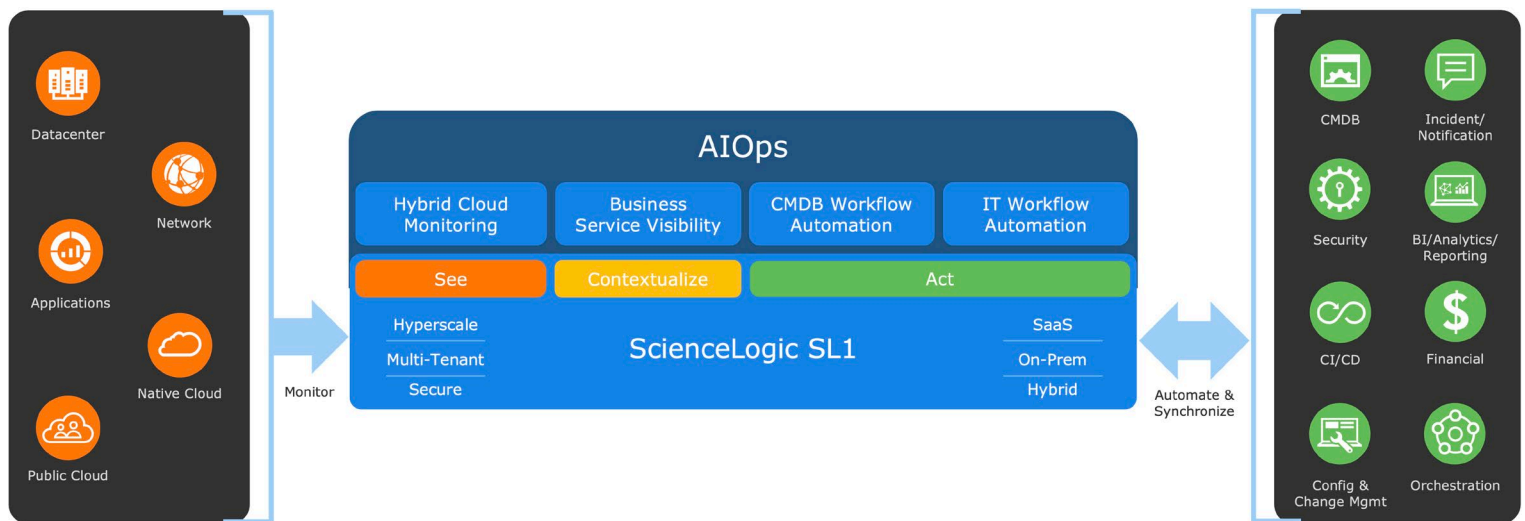 Datacenter
Network
Applications
Native Cloud
Public Cloud
Monitor
AIOps
Hybrid Cloud
Monitoring
Business
Service Visibility
CMDB Workflow
Automation
IT Workflow
Automation
See
Contextualize
Act
Hyperscale
Multi-Tenant
Secure
ScienceLogic SL1
SaaS
On-Prem
Hybrid
Automate &
Synchronize
CMDB
Incident/
Notification
Security
BI/Analytics/
Reporting
CI/CD
Financial
Config &
Change Mgmt
Orchestration